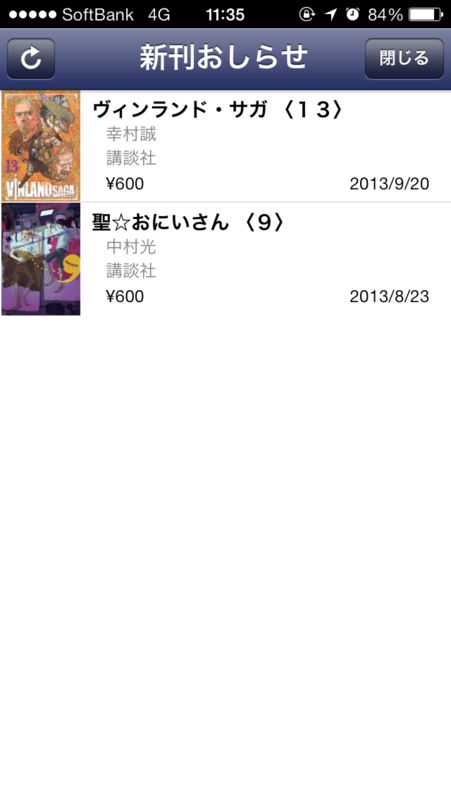 SoftBank 4G 11:35 84%
新刊おしらせ
閉じる
13
VINLAND SAGA
ヴィンランド・サガ 〈１３〉
幸村誠
講談社
¥600 2013/9/20
9
聖☆おにいさん 〈９〉
中村光
講談社
¥600 2013/8/23